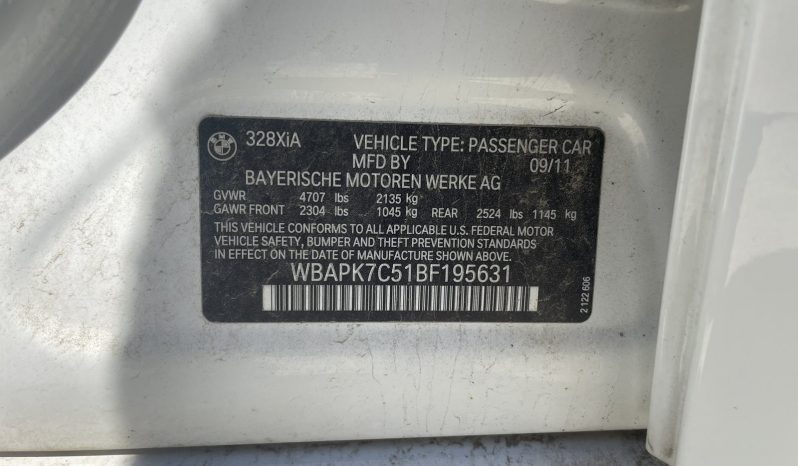 328XiA VEHICLE TYPE: PASSENGER CAR
MFD BY 09/11
BAYERISCHE MOTOREN WERKE AG
GVWR 4707 lbs 2135 kg
GAWR FRONT 2304 lbs 1045 kg REAR 2524 lbs 1145 kg
THIS VEHICLE CONFORMS TO ALL APPLICABLE U.S. FEDERAL MOTOR
VEHICLE SAFETY, BUMPER AND THEFT PREVENTION STANDARDS
IN EFFECT ON THE DATE OF MANUFACTURE SHOWN ABOVE.
WBAPK7C51BF195631
2 122 606